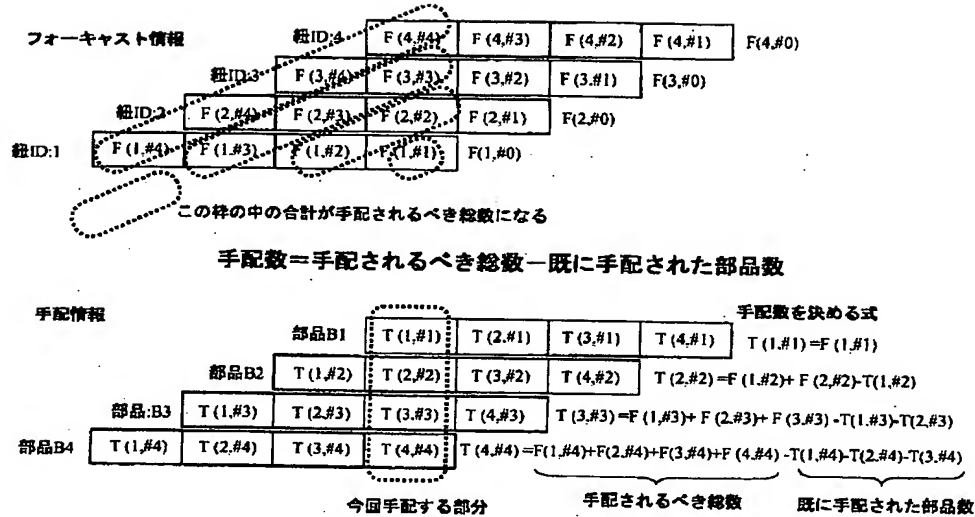 フォーキャスト情報
紐ID:4 F (4,#4) F (4,#3) F (4,#2) F (4,#1) F(4,#0)
紐ID:3 F (3,#4) F (3,#3) F (3,#2) F (3.#1) F(3,#0)
紐ID:2 F (2,#4) F (2,#3) F (2,#2) F (2,#1) F(2,#0)
紐ID:1 F (1,#4) F (1,#3) F (1,#2) F (1,#1) F(1,#0)
この枠の中の合計が手配されるべき総数になる
手配数＝手配されるべき総数－既に手配された部品数
手配情報
手配数を決める式
部品B1 T (1,#1) T (2,#1) T (3,#1) T (4,#1) T (1,#1) =F (1,#1)
部品B2 T (1,#2) T (2,#2) T (3,#2) T (4,#2) T (2,#2) =F (1,#2)+ F (2,#2)-T(1,#2)
部品:B3 T (1,#3) T (2,#3) T (3,#3) T (4,#3) T (3,#3) =F (1,#3)+ F (2,#3)+ F (3,#3) -T(1,#3)-T(2,#3)
部品B4 T (1,#4) T (2,#4) T (3,#4) T (4,#4) T (4,#4) =F(1,#4)+F(2,#4)+F(3,#4)+F (4,#4) -T(1,#4)-T(2,#4)-T(3,#4)
今回手配する部分
手配されるべき総数
既に手配された部品数